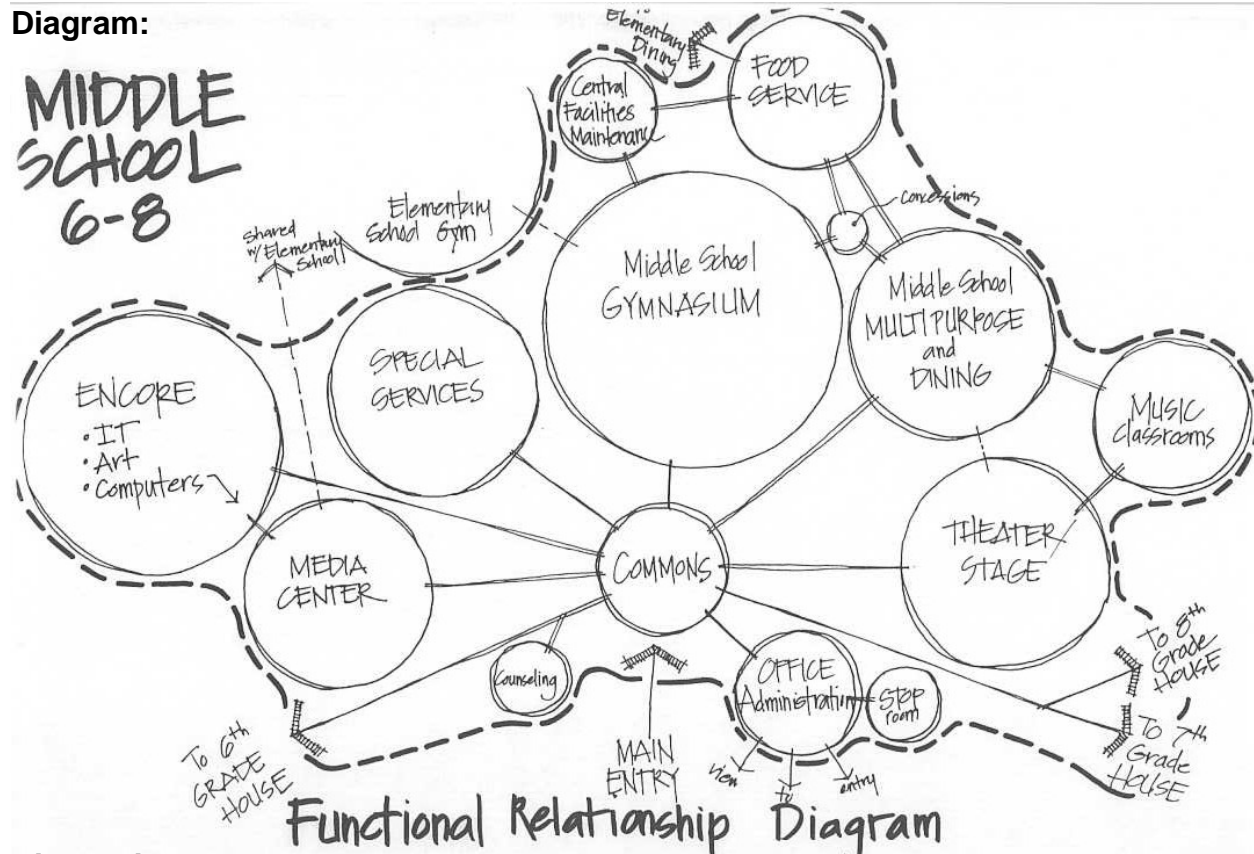 Diagram:
MIDDLE
SCHOOL
6-8
To
Elementary
Dining
FOOD
SERVICE
Central
Facilities
Maintenance
Concessions
Elementary
School Gym
Shared
w/ Elementary
School
Middle School
GYMNASIUM
Middle School
MULTIPURPOSE
and
DINING
SPECIAL
SERVICES
ENCORE
• IT
• Art
• Computers
MUSIC
Classrooms
MEDIA
CENTER
COMMONS
THEATER
STAGE
Counseling
OFFICE
Administration
Stop
room
To 8th
Grade
HOUSE
To 7th
Grade
HOUSE
To 6th
GRADE
HOUSE
MAIN
ENTRY
view
to
entry
Functional Relationship Diagram